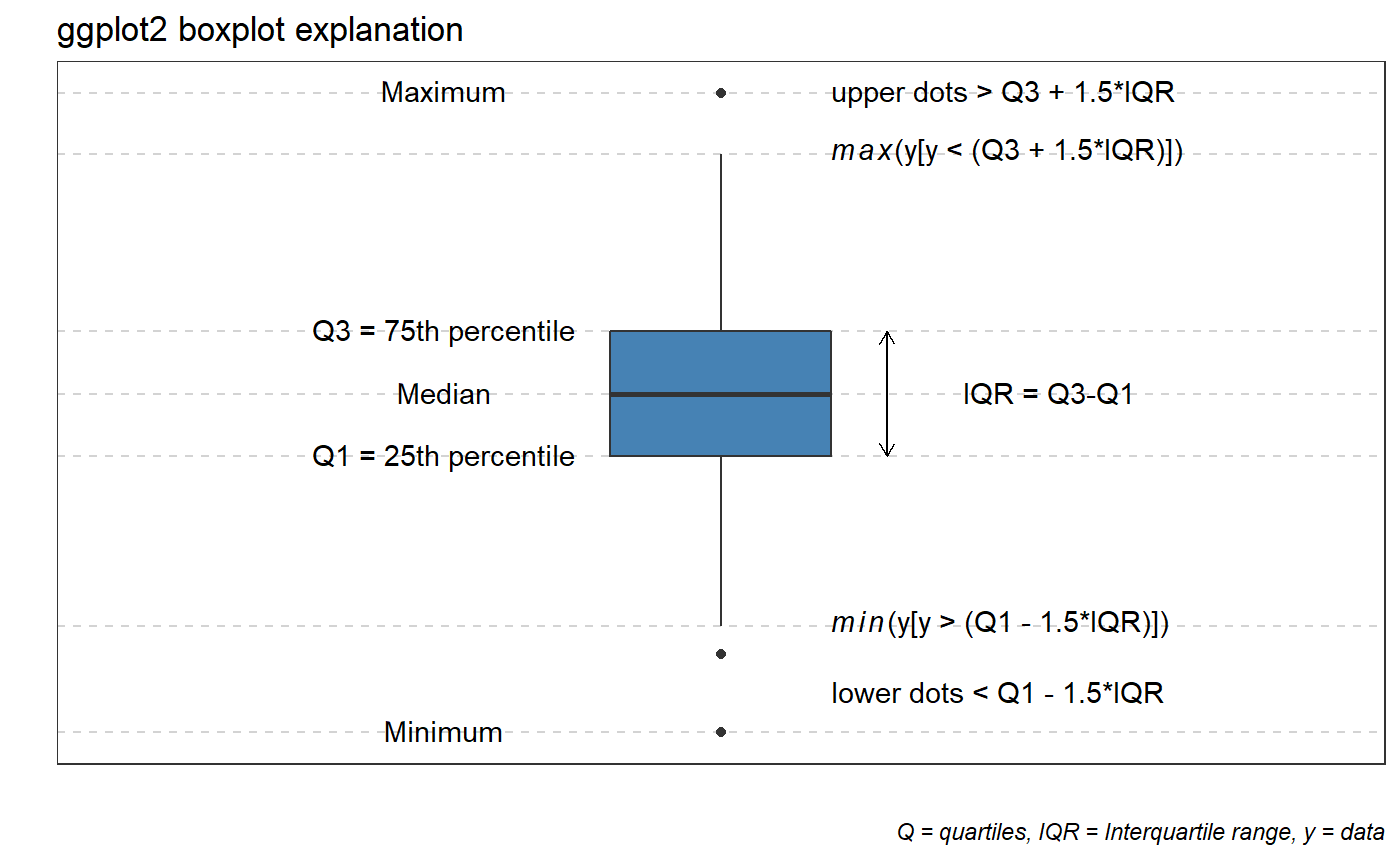 ggplot2 boxplot explanation
Maximum
upper dots > Q3 + 1.5*IQR
max(y[y < (Q3 + 1.5*IQR)])
Q3 = 75th percentile
Median
IQR = Q3-Q1
Q1 = 25th percentile
min(y[y > (Q1 - 1.5*IQR)])
lower dots < Q1 - 1.5*IQR
Minimum
Q = quartiles, IQR = Interquartile range, y = data